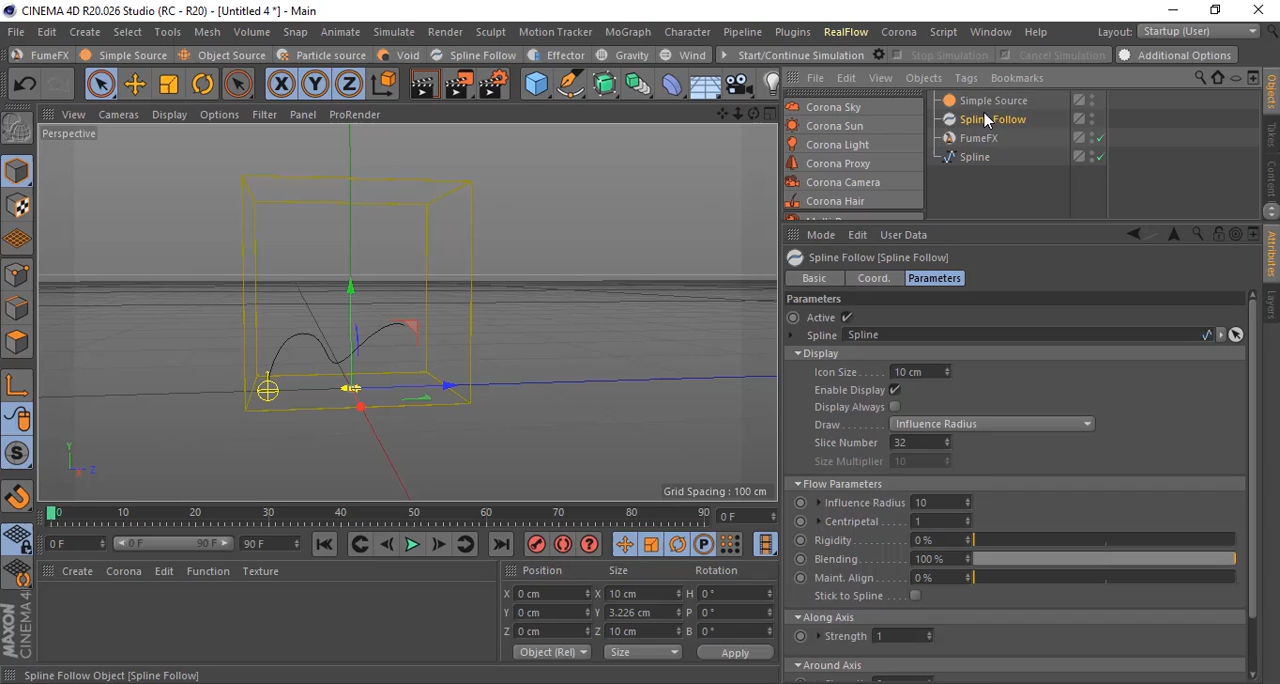 CINEMA 4D R20.026 Studio (RC - R20) - [Untitled 4 *] - Main
File Edit Create Select Tools Mesh Volume Snap Animate Simulate Render Sculpt Motion Tracker MoGraph Character Pipeline Plugins RealFlow Corona Script Window Help Layout: Startup (User)
FumeFX Simple Source Object Source Particle source Void Spline Follow Effector Gravity Wind Start/Continue Simulation Stop Simulation Cancel Simulation Additional Options
X Y Z
File Edit View Objects Tags Bookmarks
View Cameras Display Options Filter Panel ProRender
Perspective
Corona Sky
Corona Sun
Corona Light
Corona Proxy
Corona Camera
Corona Hair
Simple Source
Spline Follow
FumeFX
Spline
Objects
Takes
Content
Attributes
Layers
Mode Edit User Data
Spline Follow [Spline Follow]
Basic Coord. Parameters
Parameters
Active
Spline Spline
Display
Icon Size 10 cm
Enable Display
Display Always
Draw Influence Radius
Slice Number 32
Size Multiplier 10
Flow Parameters
Influence Radius 10
Centripetal 1
Rigidity 0 %
Blending 100 %
Maint. Align 0 %
Stick to Spline
Along Axis
Strength 1
Around Axis
Y
X Z
Grid Spacing : 100 cm
0 10 20 30 40 50 60 70 80 90 0 F
0 F 0 F 90 F 90 F
Create Corona Edit Function Texture
Position Size Rotation
X 0 cm X 10 cm H 0 °
Y 0 cm Y 3.226 cm P 0 °
Z 0 cm Z 10 cm B 0 °
Object (Rel) Size Apply
MAXON
CINEMA 4D
Spline Follow Object [Spline Follow]